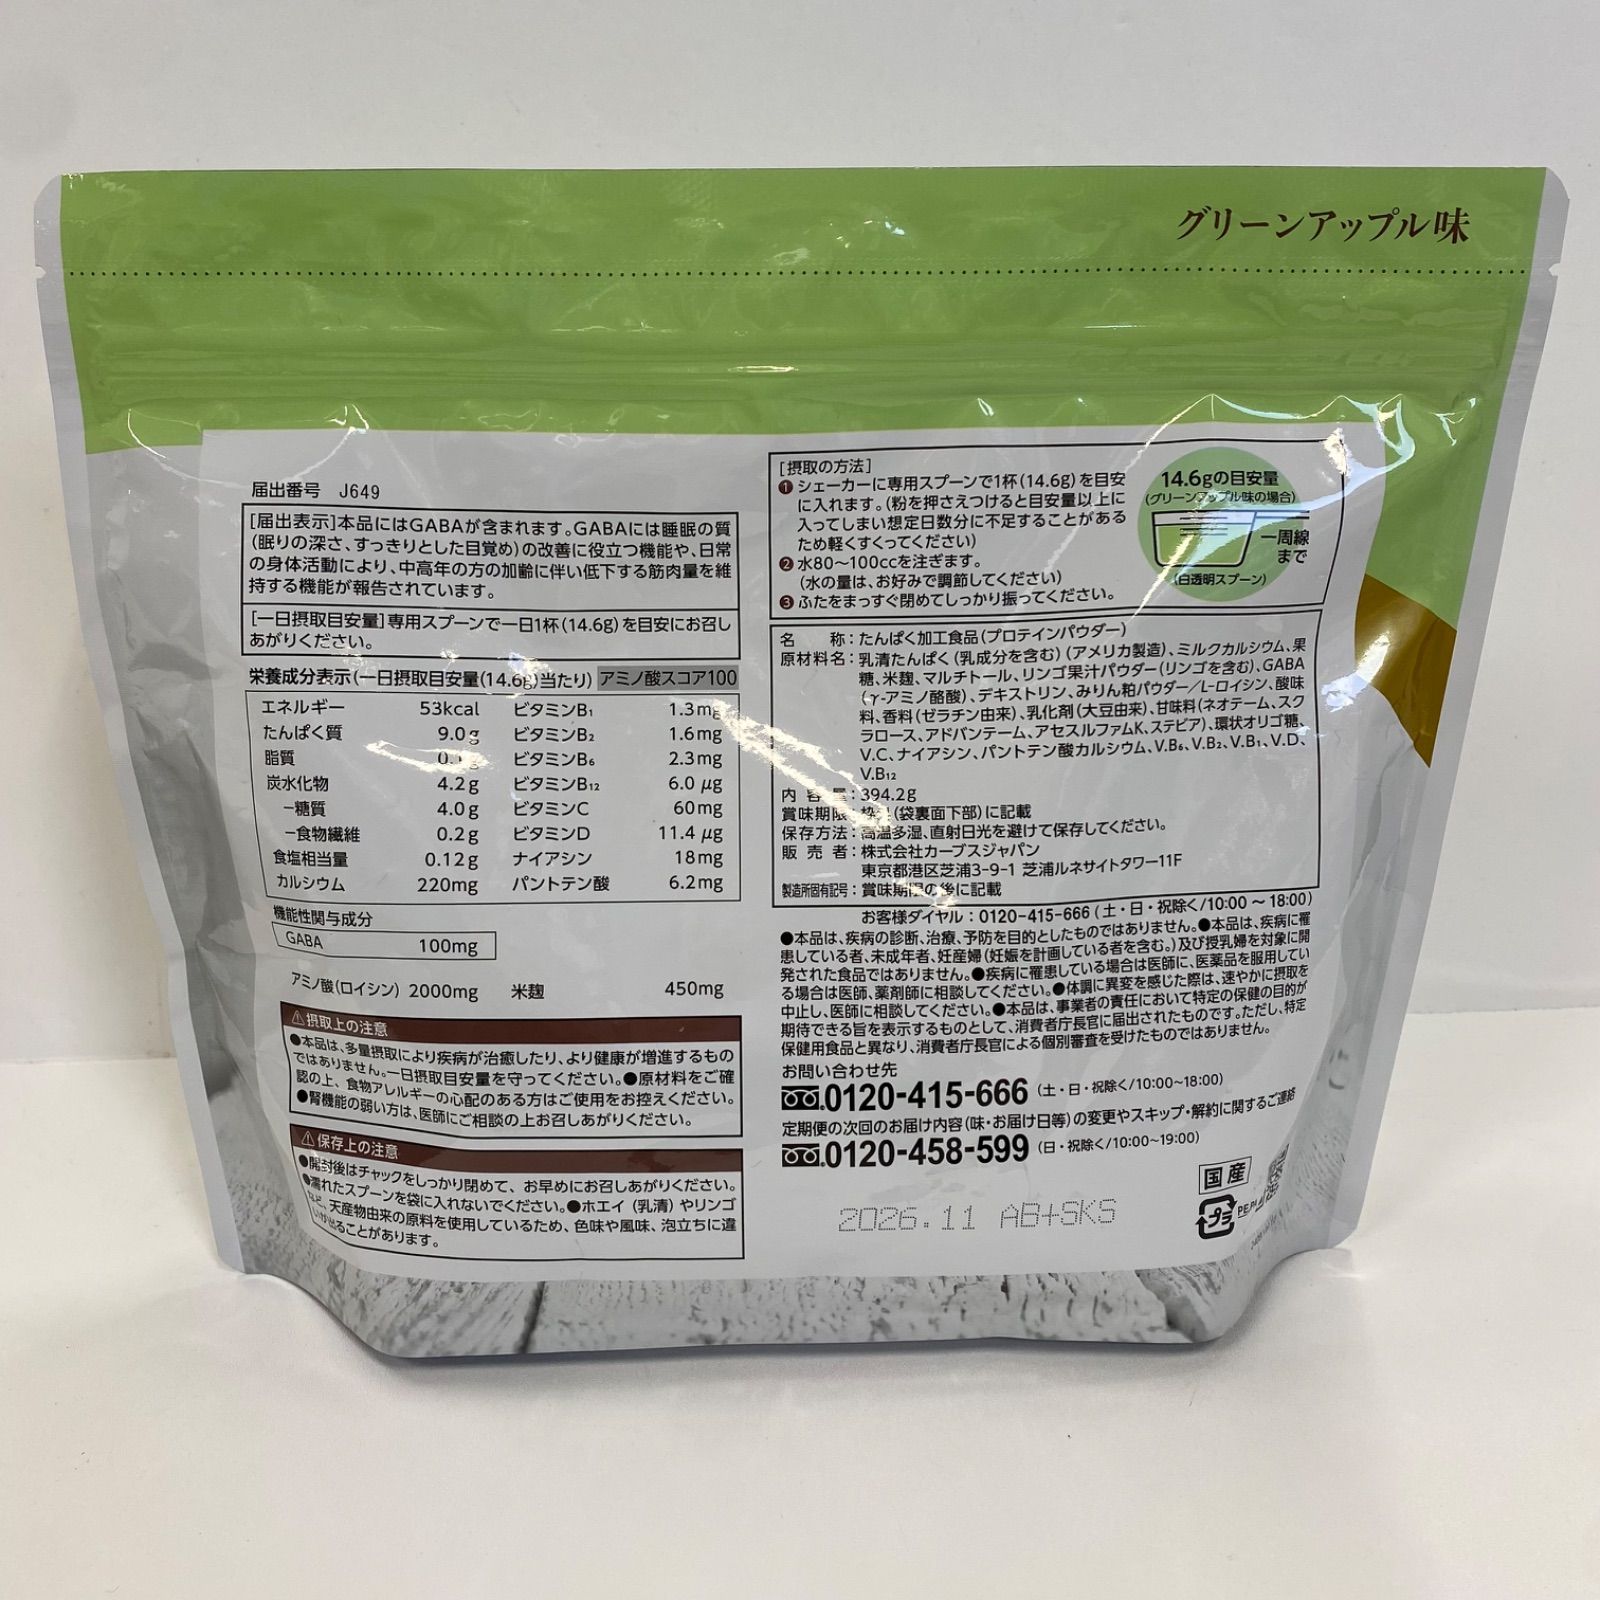 グリーンアップル味
届出番号 J649
[届出表示]本品にはGABAが含まれます。GABAには睡眠の質
(眠りの深さ、すっきりとした目覚め)の改善に役立つ機能や、日常
の身体活動により、中高年の方の加齢に伴い低下する筋肉量を維
持する機能が報告されています。
[一日摂取目安量]専用スプーンで一日1杯(14.6g)を目安にお召し
あがりください。
栄養成分表示(一日摂取目安量(14.6g)当たり) アミノ酸スコア100
エネルギー 53kcal ビタミンB₁ 1.3mg
たんぱく質 9.0g ビタミンB₂ 1.6mg
脂質 ビタミンB₆ 2.3mg
炭水化物 4.2g ビタミンB₁₂ 6.0μg
−糖質 4.0g ビタミンC 60mg
−食物繊維 0.2g ビタミンD 11.4μg
食塩相当量 0.12g ナイアシン 18mg
カルシウム 220mg パントテン酸 6.2mg
機能性関与成分
GABA 100mg
アミノ酸(ロイシン) 2000mg 米麹 450mg
⚠摂取上の注意
●本品は、多量摂取により疾病が治癒したり、より健康が増進するもの
ではありません。一日摂取目安量を守ってください。●原材料をご確
認の上、食物アレルギーの心配のある方はご使用をお控えください。
●腎機能の弱い方は、医師にご相談の上お召しあがりください。
⚠保存上の注意
●開封後はチャックをしっかり閉めて、お早めにお召しあがりください。
●濡れたスプーンを袋に入れないでください。●ホエイ(乳清)やリンゴ
など、天産物由来の原料を使用しているため、色味や風味、泡立ちに違
いが出ることがあります。
[摂取の方法]
❶シェーカーに専用スプーンで1杯(14.6g)を目安
に入れます。(粉を押さえつけると目安量以上に
入ってしまい想定日数分に不足することがある
ため軽くすくってください)
❷水80〜100ccを注ぎます。
(水の量は、お好みで調節してください)
❸ふたをまっすぐ閉めてしっかり振ってください。
14.6gの目安量
(グリーンアップル味の場合)
一周線
まで
(白透明スプーン)
名 称:たんぱく加工食品(プロテインパウダー)
原材料名:乳清たんぱく(乳成分を含む)(アメリカ製造)、ミルクカルシウム、果
糖、米麹、マルチトール、リンゴ果汁パウダー(リンゴを含む)、GABA
(γ-アミノ酪酸)、デキストリン、みりん粕パウダー/L-ロイシン、酸味
料、香料(ゼラチン由来)、乳化剤(大豆由来)、甘味料(ネオテーム、スク
ラロース、アドバンテーム、アセスルファムK、ステビア)、環状オリゴ糖、
V.C、ナイアシン、パントテン酸カルシウム、V.B₆、V.B₂、V.B₁、V.D、
V.B₁₂
内容量:394.2g
賞味期限:枠外(袋裏面下部)に記載
保存方法:高温多湿、直射日光を避けて保存してください。
販売者:株式会社カーブスジャパン
東京都港区芝浦3-9-1 芝浦ルネサイトタワー11F
製造所固有記号:賞味期限の後に記載
お客様ダイヤル:0120-415-666(土・日・祝除く/10:00〜18:00)
●本品は、疾病の診断、治療、予防を目的としたものではありません。●本品は、疾病に罹
患している者、未成年者、妊産婦(妊娠を計画している者を含む。)及び授乳婦を対象に開
発された食品ではありません。●疾病に罹患している場合は医師に、医薬品を服用してい
る場合は医師、薬剤師に相談してください。●体調に異変を感じた際は、速やかに摂取を
中止し、医師に相談してください。●本品は、事業者の責任において特定の保健の目的が
期待できる旨を表示するものとして、消費者庁長官に届出されたものです。ただし、特定
保健用食品と異なり、消費者庁長官による個別審査を受けたものではありません。
お問い合わせ先
0120-415-666(土・日・祝除く/10:00〜18:00)
定期便の次回のお届け内容(味・お届け日等)の変更やスキップ・解約に関するご連絡
0120-458-599(日・祝除く/10:00〜19:00)
2026.11 AB+SKS
国産
プラ